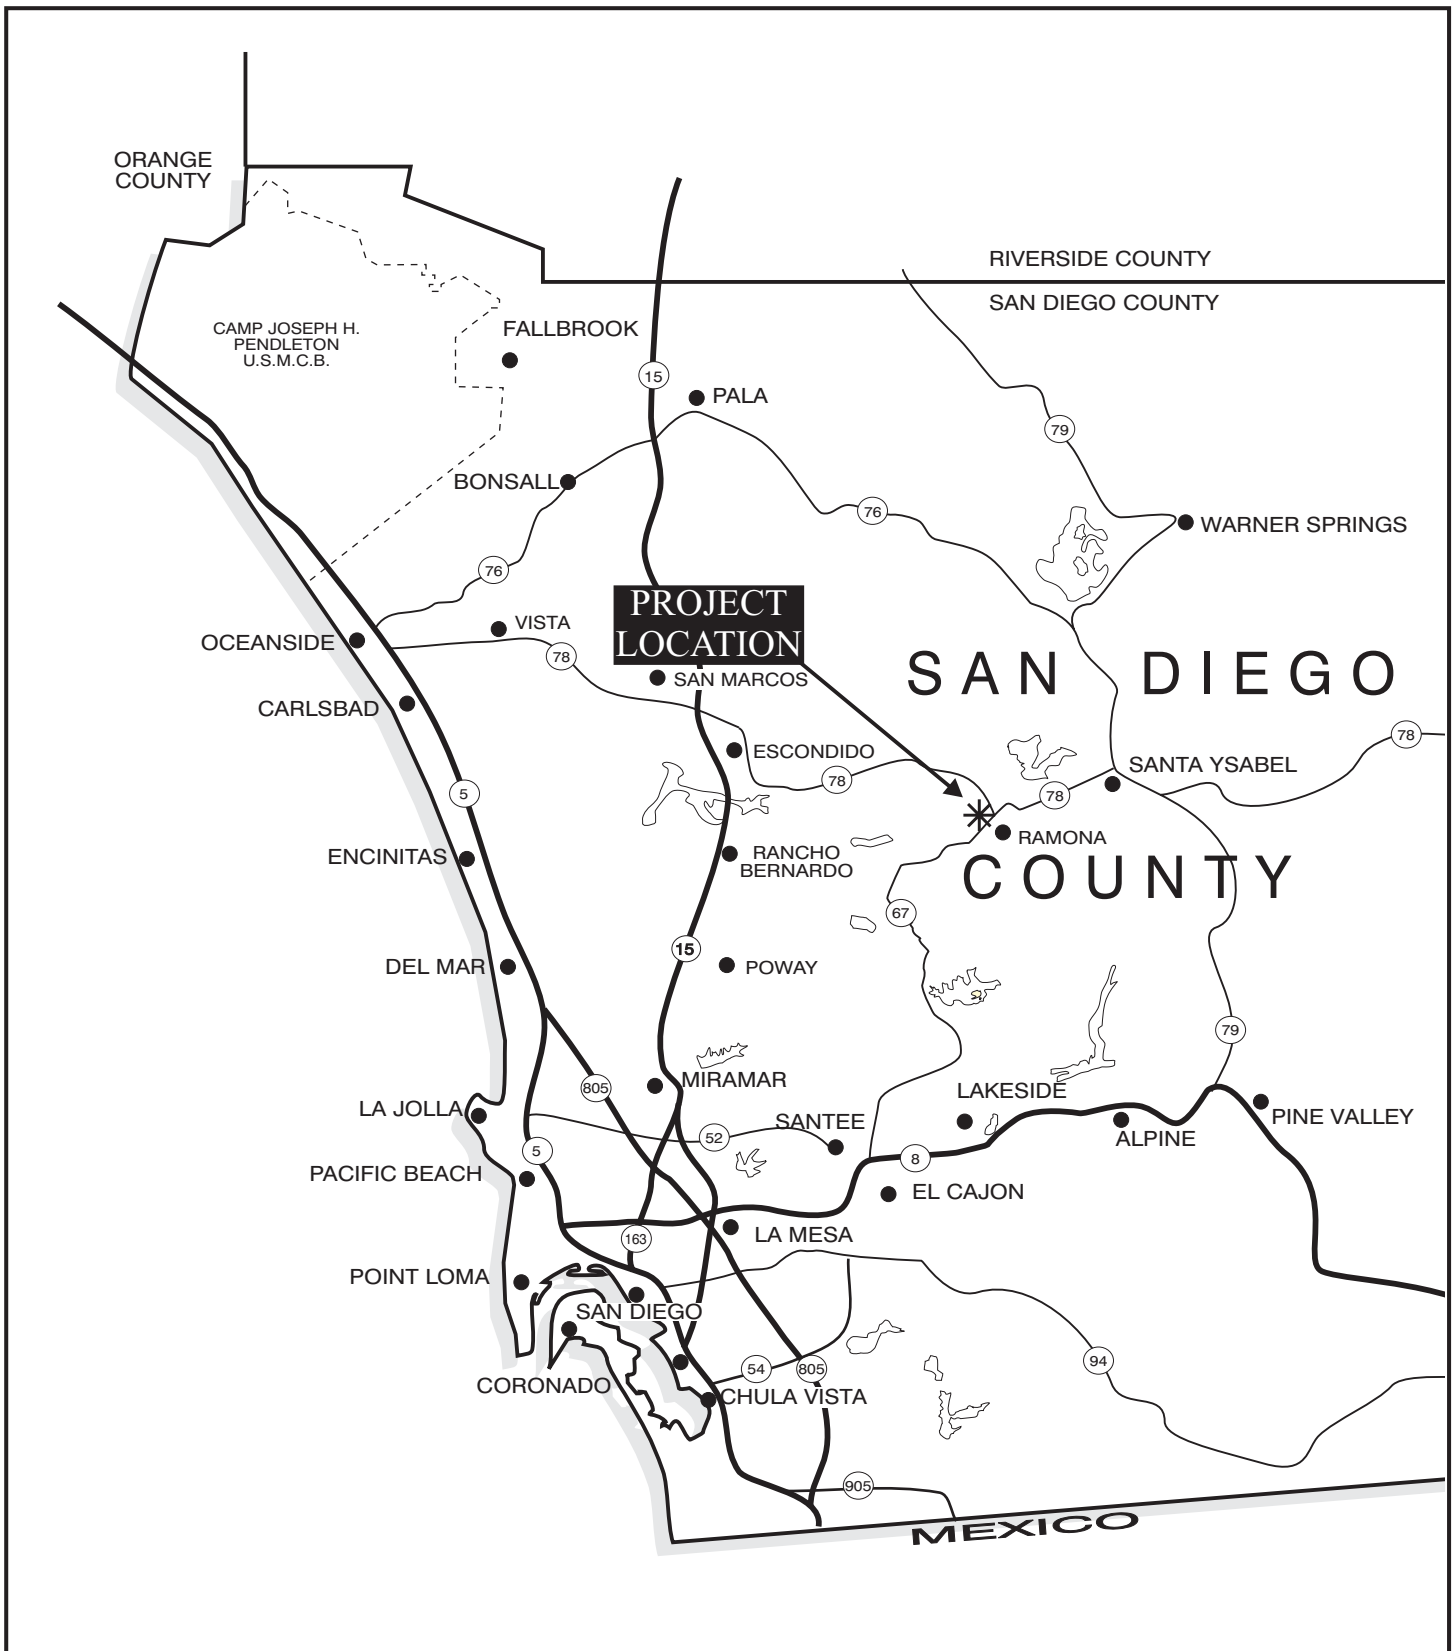 ORANGE
COUNTY
RIVERSIDE COUNTY
SAN DIEGO COUNTY
CAMP JOSEPH H.
PENDLETON
U.S.M.C.B.
FALLBROOK
15
PALA
79
BONSALL
76
WARNER SPRINGS
76
PROJECT
LOCATION
VISTA
OCEANSIDE
78
SAN DIEGO
SAN MARCOS
CARLSBAD
78
ESCONDIDO
SANTA YSABEL
78
78
5
RAMONA
RANCHO
BERNARDO
ENCINITAS
COUNTY
67
15
DEL MAR
POWAY
79
MIRAMAR
805
LAKESIDE
LA JOLLA
PINE VALLEY
SANTEE
52
ALPINE
5
8
PACIFIC BEACH
EL CAJON
LA MESA
163
POINT LOMA
SAN DIEGO
94
54
805
CORONADO
CHULA VISTA
905
MEXICO